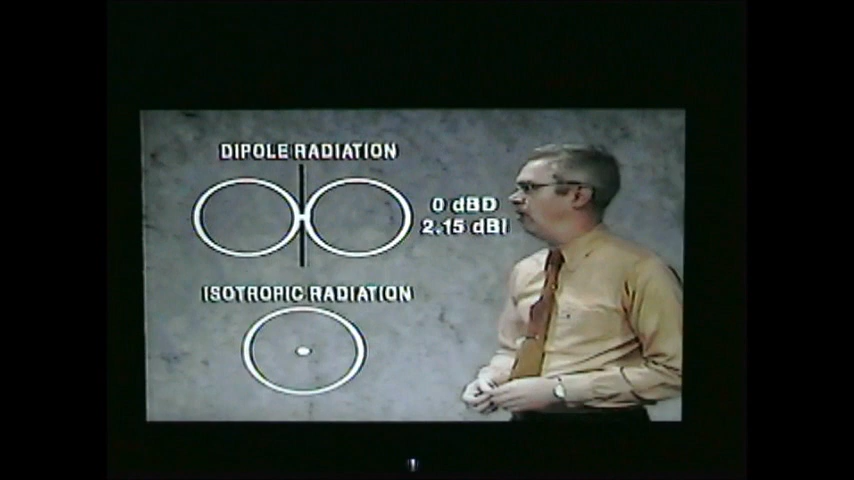 DIPOLE RADIATION
0 dBD
2.15 dBI
ISOTROPIC RADIATION